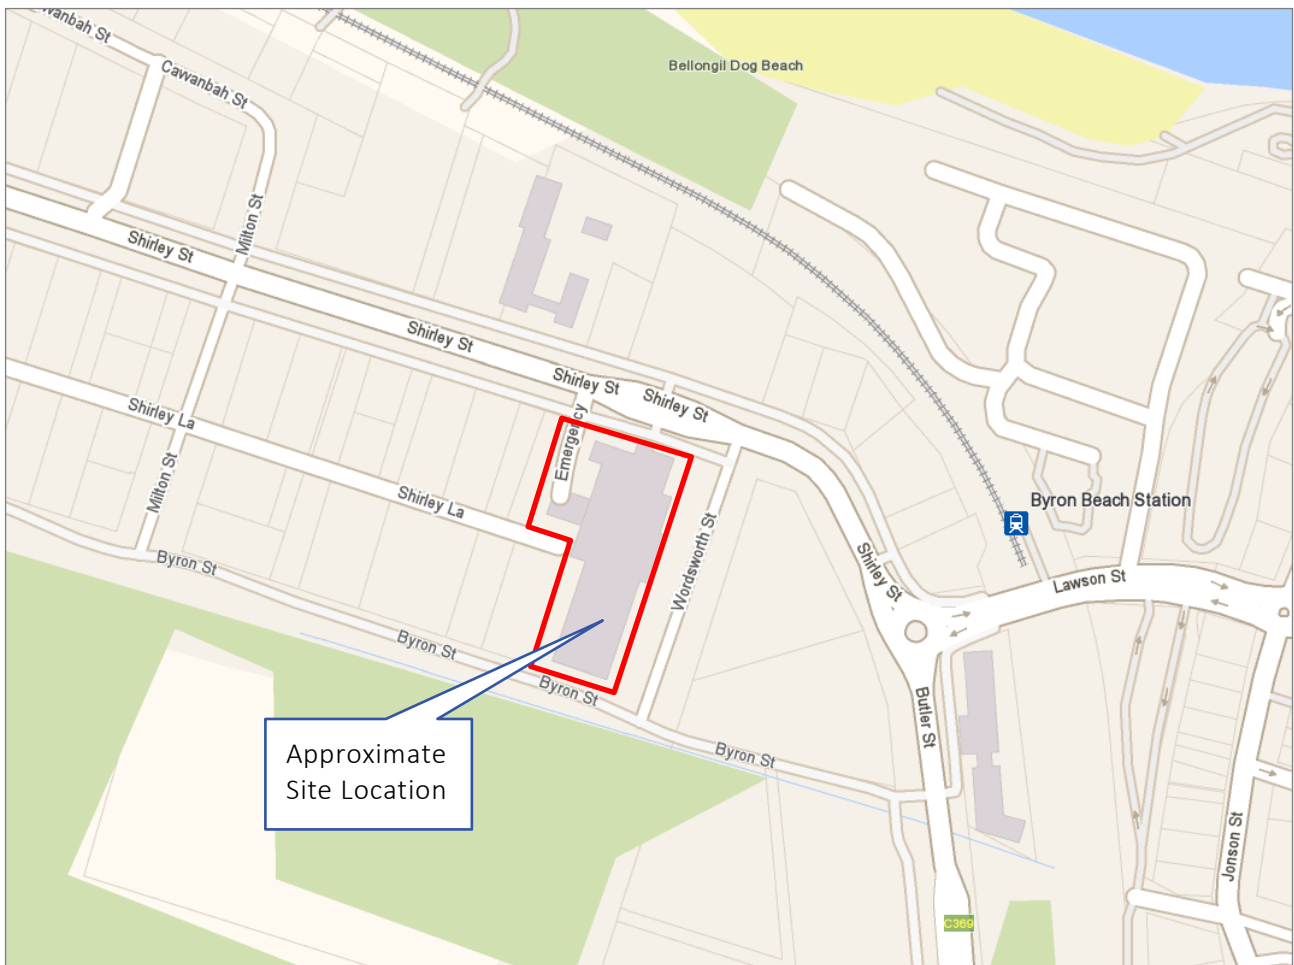 wanbah St
Cawanbah St
Bellongil Dog Beach
Milton St
Shirley St
Shirley St
Shirley St
Shirley St
Emergency
Shirley La
Milton St
Shirley La
Byron Beach Station
Wordsworth St
Shirley St
Lawson St
Byron St
Byron St
Byron St
Butler St
Byron St
Approximate
Site Location
Jonson St
C369